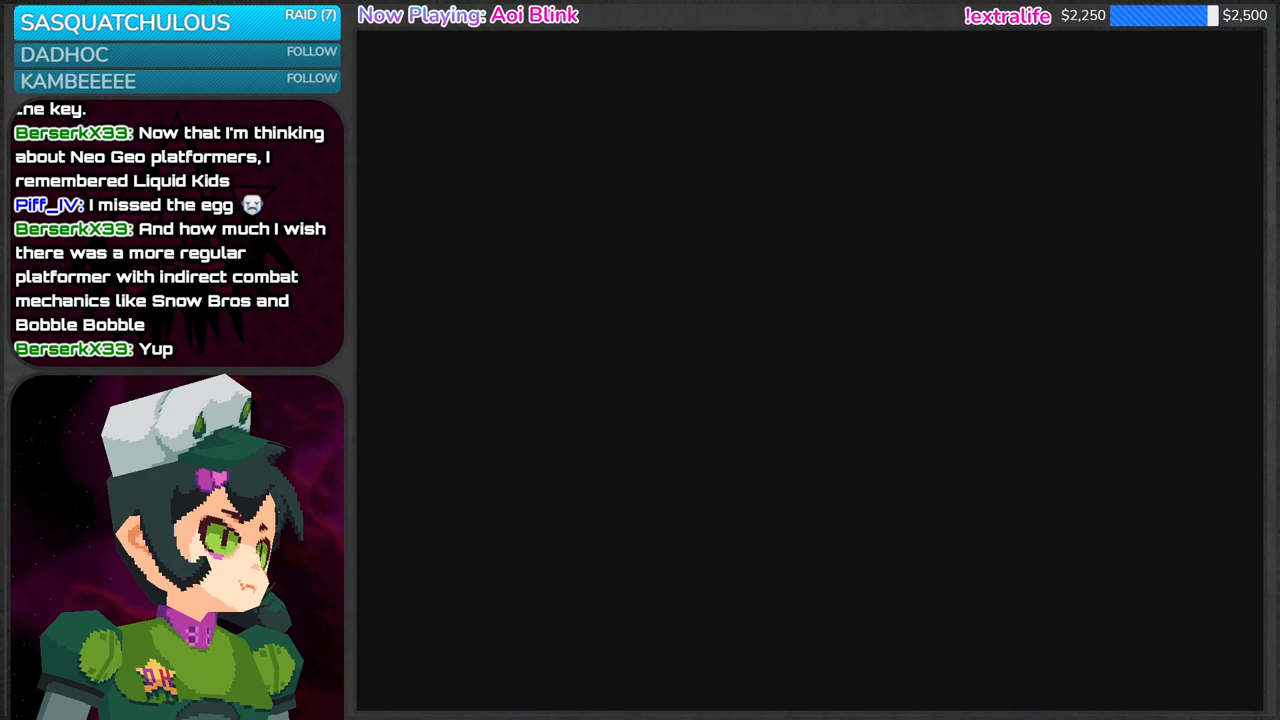 SASQUATCHULOUS RAID (7)
DADHOC FOLLOW
KAMBEEEEE FOLLOW
Now Playing: Aoi Blink
!extralife $2,250 $2,500
the key.
BerserkX33: Now that I'm thinking
about Neo Geo platformers, I
remembered Liquid Kids
Piff_IV: I missed the egg
BerserkX33: And how much I wish
there was a more regular
platformer with indirect combat
mechanics like Snow Bros and
Bobble Bobble
BerserkX33: Yup
DH